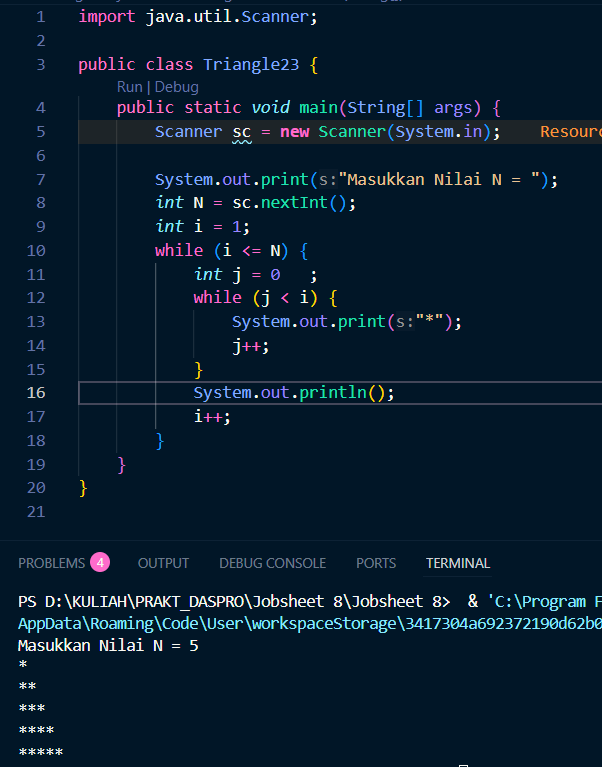 1 import java.util.Scanner;
2
3 public class Triangle23 {
Run | Debug
4 public static void main(String[] args) {
5 Scanner sc = new Scanner(System.in); Resourc
6
7 System.out.print(s:"Masukkan Nilai N = ");
8 int N = sc.nextInt();
9 int i = 1;
10 while (i <= N) {
11 int j = 0   ;
12 while (j < i) {
13 System.out.print(s:"*");
14 j++;
15 }
16 System.out.println();
17 i++;
18 }
19 }
20 }
21
PROBLEMS 4 OUTPUT DEBUG CONSOLE PORTS TERMINAL
PS D:\KULIAH\PRAKT_DASPRO\Jobsheet 8\Jobsheet 8>  & 'C:\Program F
AppData\Roaming\Code\User\workspaceStorage\3417304a692372190d62b0
Masukkan Nilai N = 5
*
**
***
****
*****